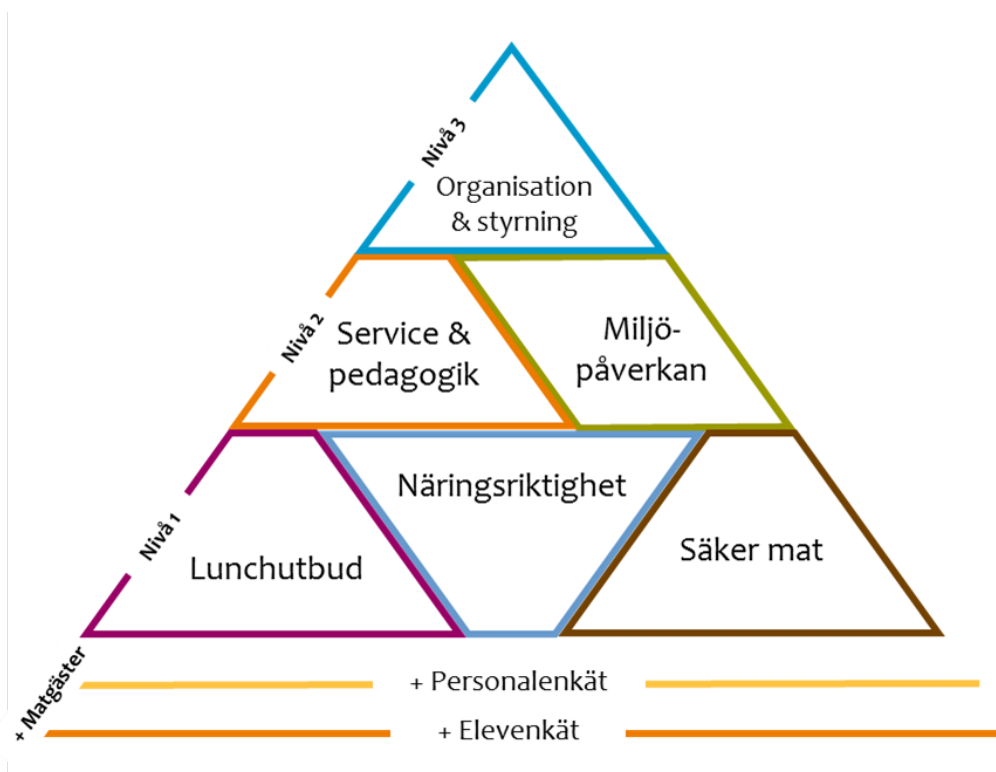 Nivå 3
Organisation
& styrning
Nivå 2
Service &
pedagogik
Miljö-
påverkan
Nivå 1
Lunchutbud
Näringsriktighet
Säker mat
+ Matgäster
+ Personalenkät
+ Elevenkät